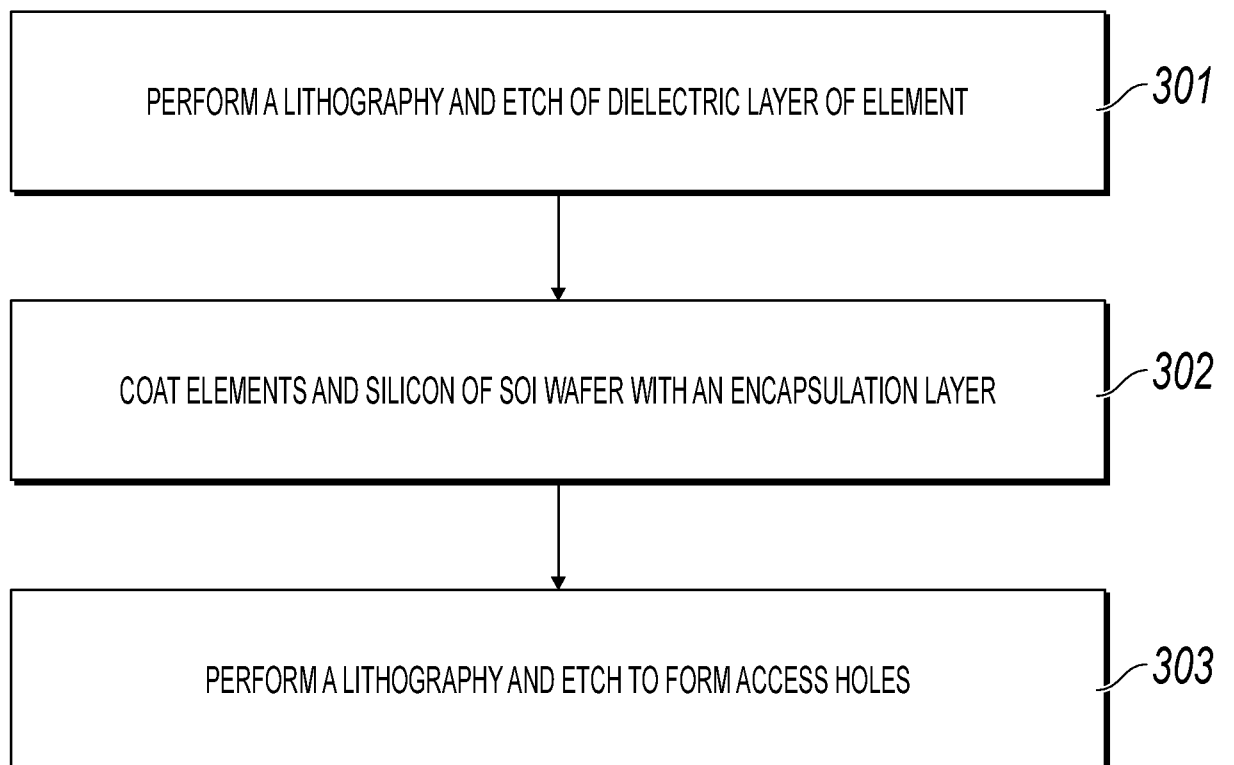 PERFORM A LITHOGRAPHY AND ETCH OF DIELECTRIC LAYER OF ELEMENT
301
COAT ELEMENTS AND SILICON OF SOI WAFER WITH AN ENCAPSULATION LAYER
302
PERFORM A LITHOGRAPHY AND ETCH TO FORM ACCESS HOLES
303